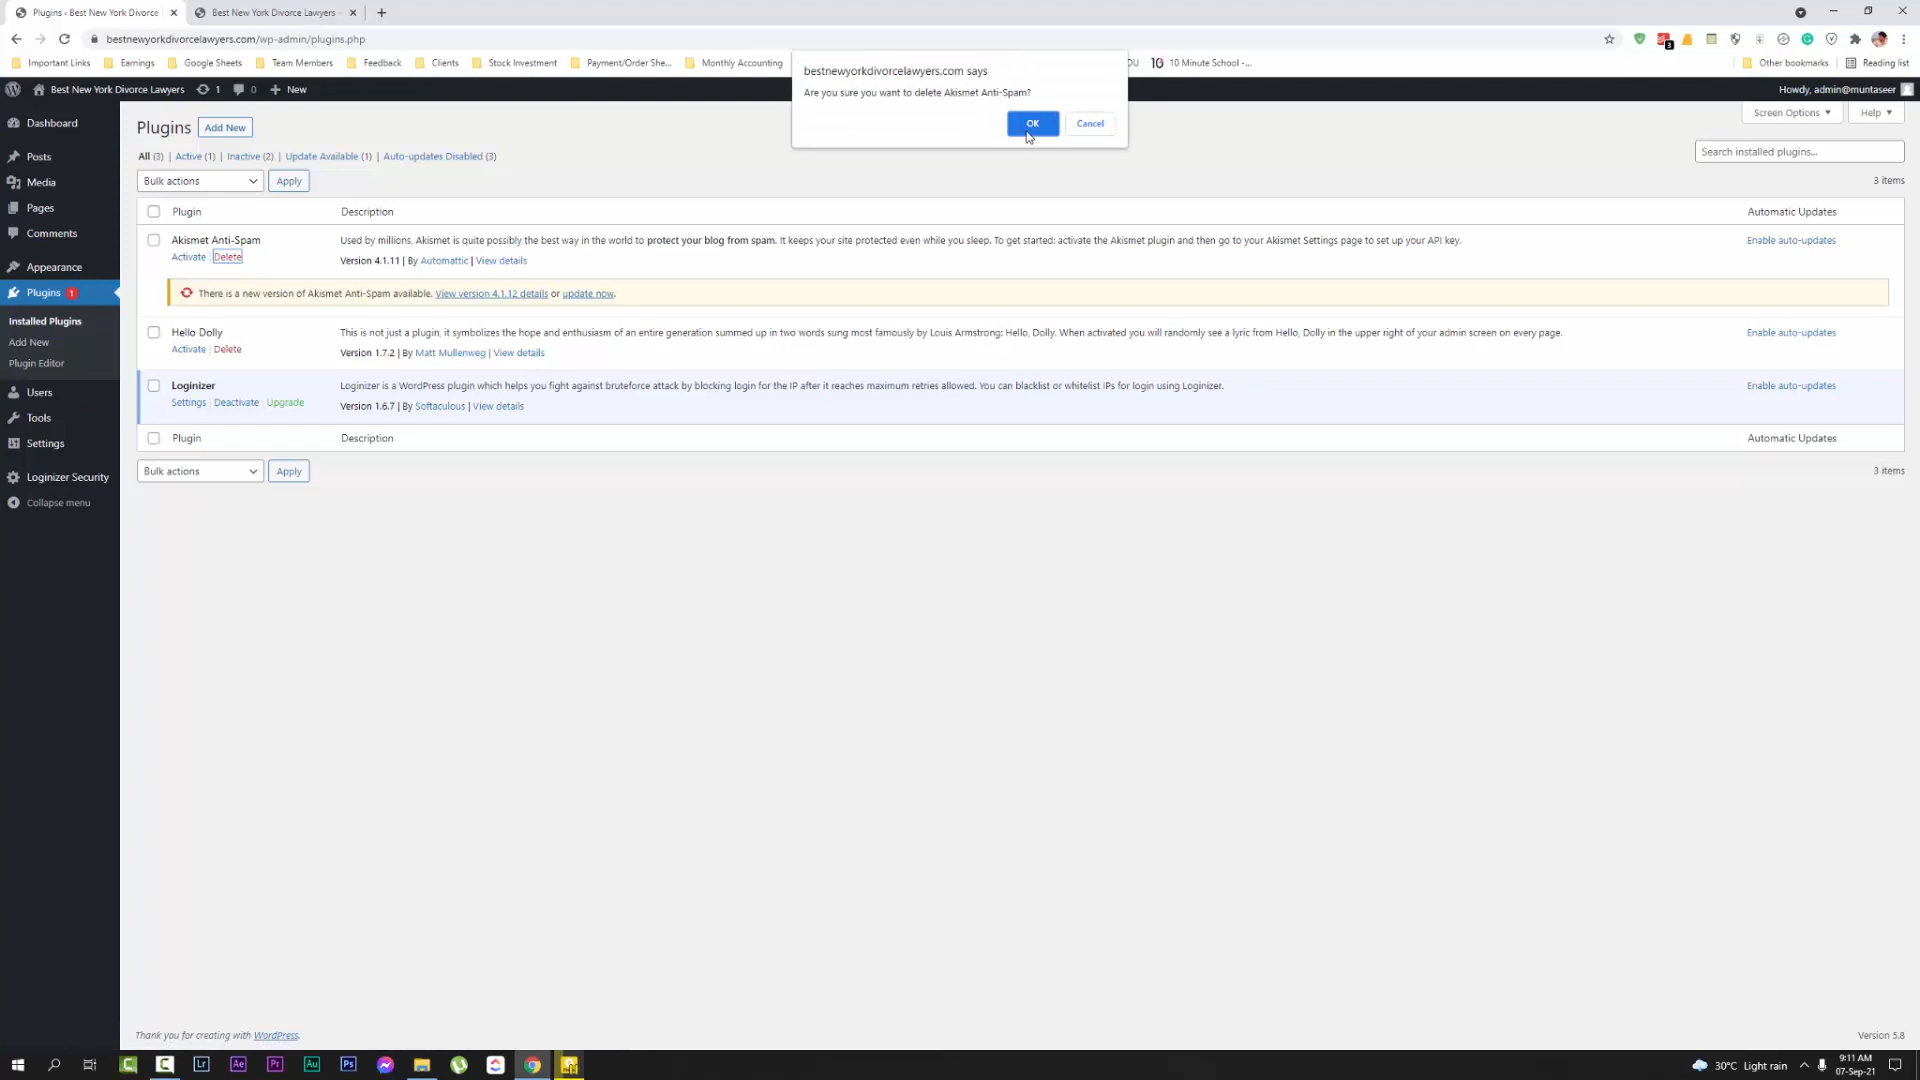 Plugins ‹ Best New York Divorce
Best New York Divorce Lawyers -
bestnewyorkdivorcelawyers.com/wp-admin/plugins.php
3
Important Links
Earnings
Google Sheets
Team Members
Feedback
Clients
Stock Investment
Payment/Order She...
Monthly Accounting
DU
10 Minute School -...
Other bookmarks
Reading list
bestnewyorkdivorcelawyers.com says
Are you sure you want to delete Akismet Anti-Spam?
OK
Cancel
Best New York Divorce Lawyers
1
0
+ New
Howdy, admin@muntaseer
Dashboard
Posts
Media
Pages
Comments
Appearance
Plugins 1
Installed Plugins
Add New
Plugin Editor
Users
Tools
Settings
Loginizer Security
Collapse menu
Plugins
Add New
Screen Options
Help
All (3) | Active (1) | Inactive (2) | Update Available (1) | Auto-updates Disabled (3)
Search installed plugins...
Bulk actions
Apply
3 items
Plugin
Description
Automatic Updates
Akismet Anti-Spam
Activate | Delete
Used by millions, Akismet is quite possibly the best way in the world to protect your blog from spam. It keeps your site protected even while you sleep. To get started: activate the Akismet plugin and then go to your Akismet Settings page to set up your API key.
Version 4.1.11 | By Automattic | View details
Enable auto-updates
There is a new version of Akismet Anti-Spam available. View version 4.1.12 details or update now.
Hello Dolly
Activate | Delete
This is not just a plugin, it symbolizes the hope and enthusiasm of an entire generation summed up in two words sung most famously by Louis Armstrong: Hello, Dolly. When activated you will randomly see a lyric from Hello, Dolly in the upper right of your admin screen on every page.
Version 1.7.2 | By Matt Mullenweg | View details
Enable auto-updates
Loginizer
Settings | Deactivate | Upgrade
Loginizer is a WordPress plugin which helps you fight against bruteforce attack by blocking login for the IP after it reaches maximum retries allowed. You can blacklist or whitelist IPs for login using Loginizer.
Version 1.6.7 | By Softaculous | View details
Enable auto-updates
Plugin
Description
Automatic Updates
Bulk actions
Apply
3 items
Thank you for creating with WordPress.
Version 5.8
Lr
Ae
Pr
Au
Ps
30°C Light rain
9:11 AM
07-Sep-21